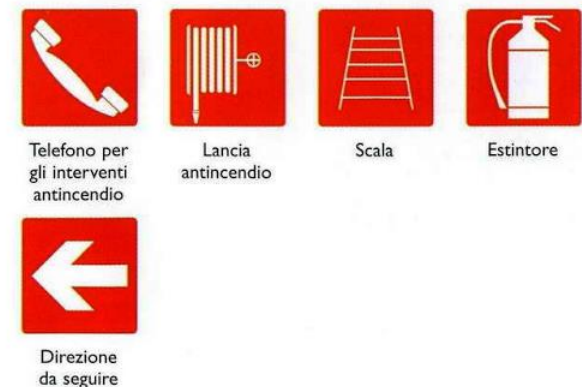 Telefono per
gli interventi
antincendio
Lancia
antincendio
Scala
Estintore
Direzione
da seguire